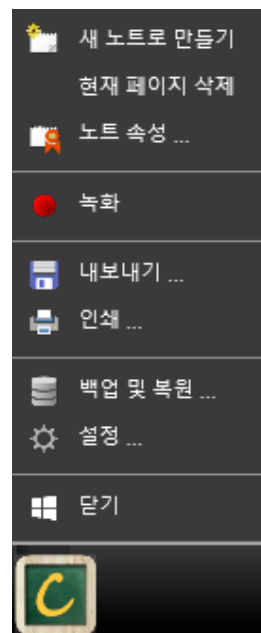 새 노트로 만들기
현재 페이지 삭제
노트 속성 ...
녹화
내보내기 ...
인쇄 ...
백업 및 복원 ...
설정 ...
닫기
C